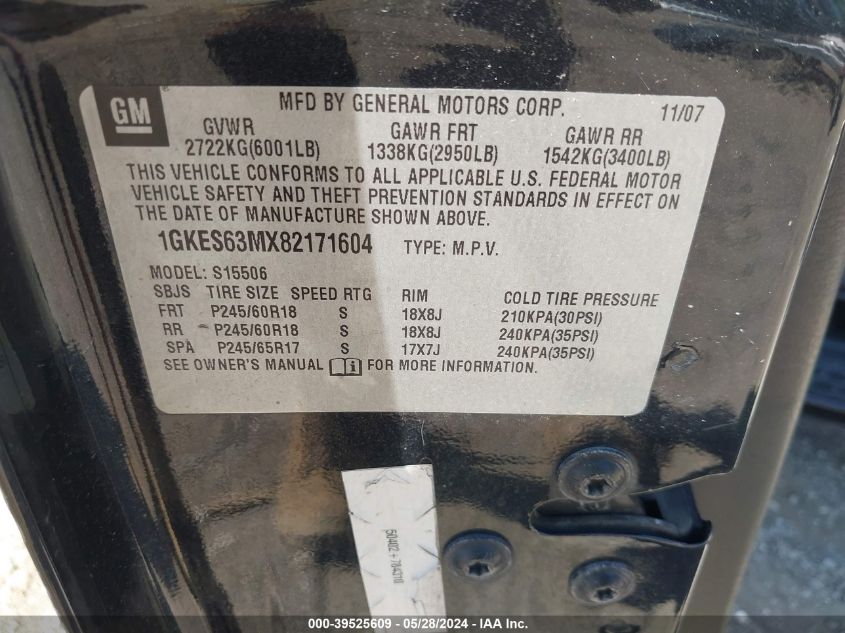 GM
MFD BY GENERAL MOTORS CORP. 11/07
GVWR GAWR FRT GAWR RR
2722KG(6001LB) 1338KG(2950LB) 1542KG(3400LB)
THIS VEHICLE CONFORMS TO ALL APPLICABLE U.S. FEDERAL MOTOR
VEHICLE SAFETY AND THEFT PREVENTION STANDARDS IN EFFECT ON
THE DATE OF MANUFACTURE SHOWN ABOVE.
1GKES63MX82171604 TYPE: M.P.V.
MODEL: S15506
SBJS TIRE SIZE SPEED RTG RIM COLD TIRE PRESSURE
FRT P245/60R18 S 18X8J 210KPA(30PSI)
RR P245/60R18 S 18X8J 240KPA(35PSI)
SPA P245/65R17 S 17X7J 240KPA(35PSI)
SEE OWNER'S MANUAL FOR MORE INFORMATION.
000-39525609 - 05/28/2024 - IAA Inc.